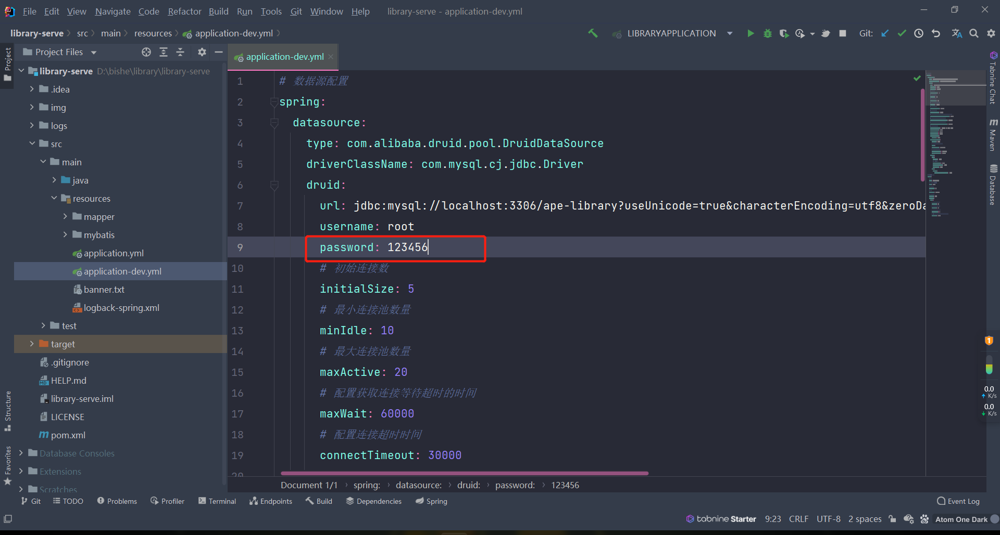 File Edit View Navigate Code Refactor Build Run Tools Git Window Help library-serve - application-dev.yml
library-serve src main resources application-dev.yml LIBRARYAPPLICATION Git:
Project
Project Files
application-dev.yml
library-serve D:\bishe\library\library-serve
.idea
img
logs
src
main
java
resources
mapper
mybatis
application.yml
application-dev.yml
banner.txt
logback-spring.xml
test
target
.gitignore
HELP.md
library-serve.iml
LICENSE
pom.xml
Database Consoles
Extensions
Scratches
Structure
Favorites
1 # 数据源配置
2 spring:
3 datasource:
4 type: com.alibaba.druid.pool.DruidDataSource
5 driverClassName: com.mysql.cj.jdbc.Driver
6 druid:
7 url: jdbc:mysql://localhost:3306/ape-library?useUnicode=true&characterEncoding=utf8&zeroDa
8 username: root
9 password: 123456
10 # 初始连接数
11 initialSize: 5
12 # 最小连接池数量
13 minIdle: 10
14 # 最大连接池数量
15 maxActive: 20
16 # 配置获取连接等待超时的时间
17 maxWait: 60000
18 # 配置连接超时时间
19 connectTimeout: 30000
20
Tabnine Chat
Maven
Database
1
0.0
K/s
0.0
K/s
Document 1/1 spring: datasource: druid: password: 123456
Git TODO Problems Profiler Terminal Endpoints Build Dependencies Spring Event Log
tabnine Starter 9:23 CRLF UTF-8 2 spaces Atom One Dark